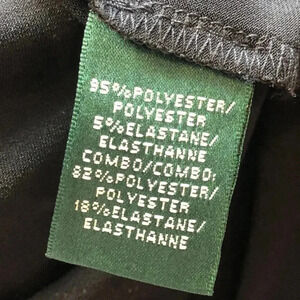 95%POLYESTER/
POLYESTER
5%ELASTANE/
ELASTHANNE
COMBO/COMBO:
82%POLYESTER/
POLYESTER
18%ELASTANE/
ELASTHANNE